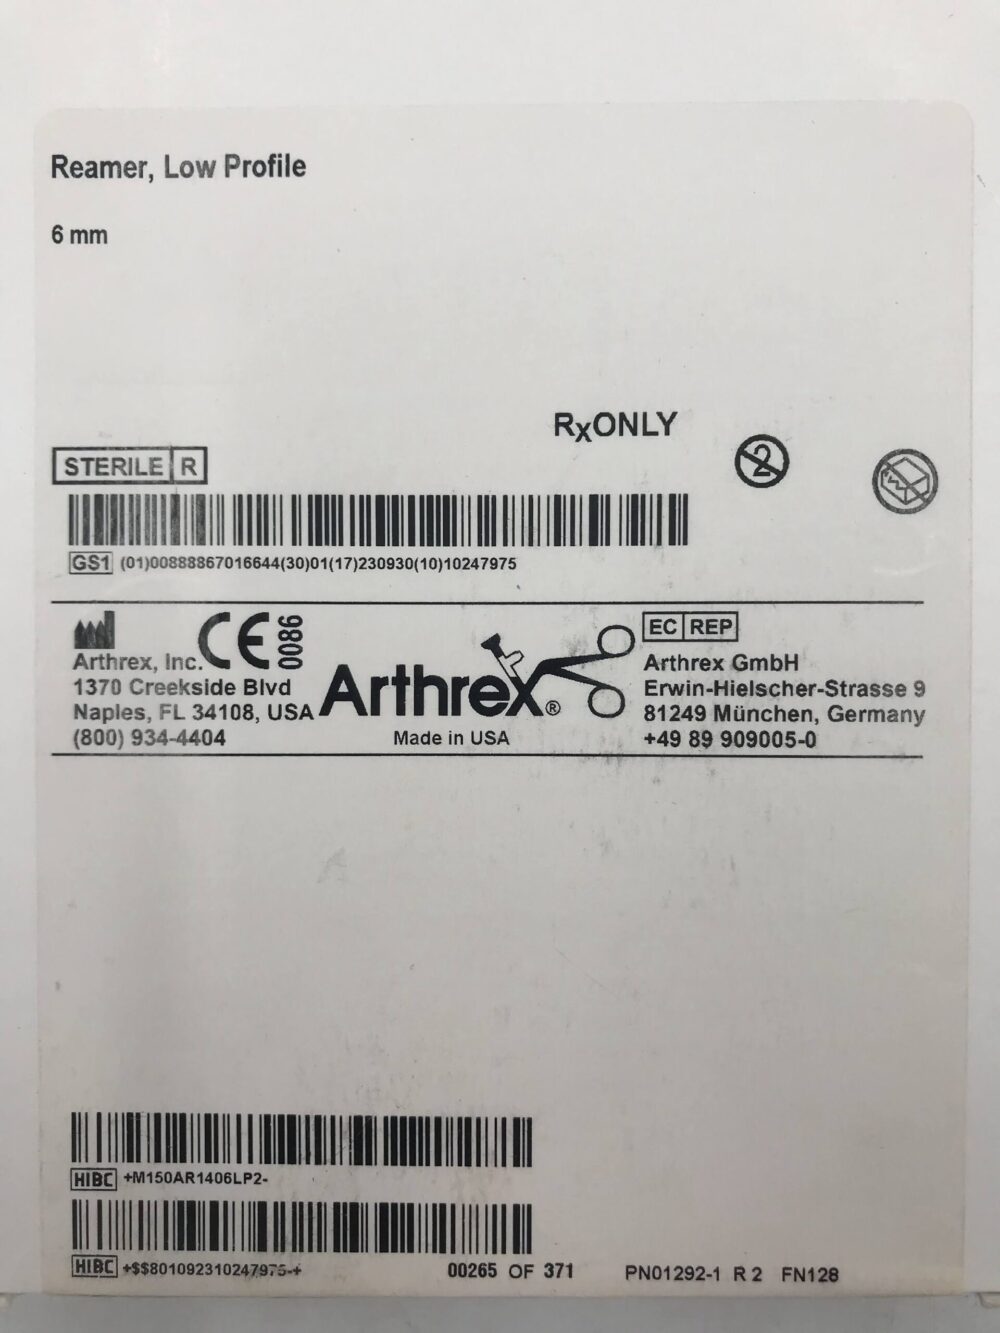 Reamer, Low Profile
6 mm
RxONLY
STERILE R
2
GS1 (01)00888867016644(30)01(17)230930(10)10247975
Arthrex, Inc.
1370 Creekside Blvd
Naples, FL 34108, USA
(800) 934-4404
CE 0086
Arthrex®
Made in USA
EC REP
Arthrex GmbH
Erwin-Hielscher-Strasse 9
81249 München, Germany
+49 89 909005-0
HIBC +M150AR1406LP2-
HIBC +$$801092310247975-+
00265 OF 371
PN01292-1 R 2 FN128